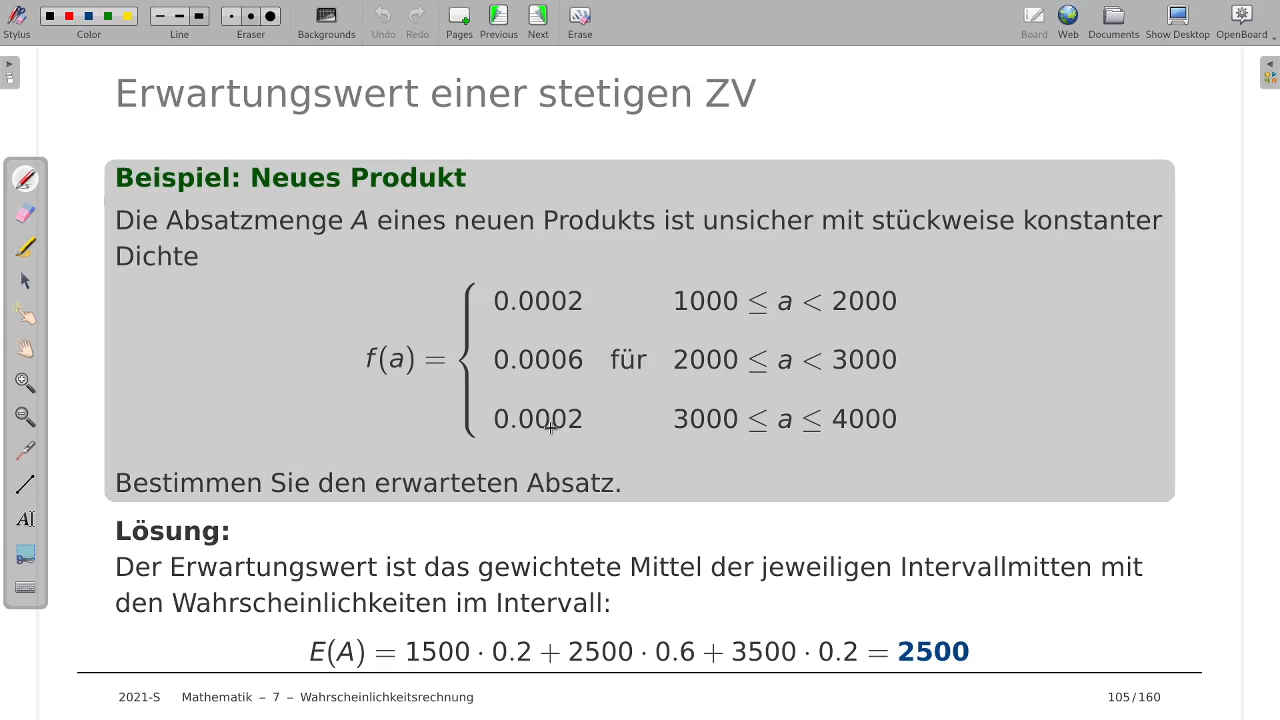 Stylus Color Line Eraser Backgrounds Undo Redo Pages Previous Next Erase Board Web Documents Show Desktop OpenBoard
Erwartungswert einer stetigen ZV
Beispiel: Neues Produkt
Die Absatzmenge A eines neuen Produkts ist unsicher mit stückweise konstanter
Dichte
0.0002 1000 ≤ a < 2000
f(a) = { 0.0006 für 2000 ≤ a < 3000
0.0002 3000 ≤ a ≤ 4000
Bestimmen Sie den erwarteten Absatz.
Lösung:
Der Erwartungswert ist das gewichtete Mittel der jeweiligen Intervallmitten mit
den Wahrscheinlichkeiten im Intervall:
E(A) = 1500 · 0.2 + 2500 · 0.6 + 3500 · 0.2 = 2500
2021-S Mathematik – 7 – Wahrscheinlichkeitsrechnung 105/160